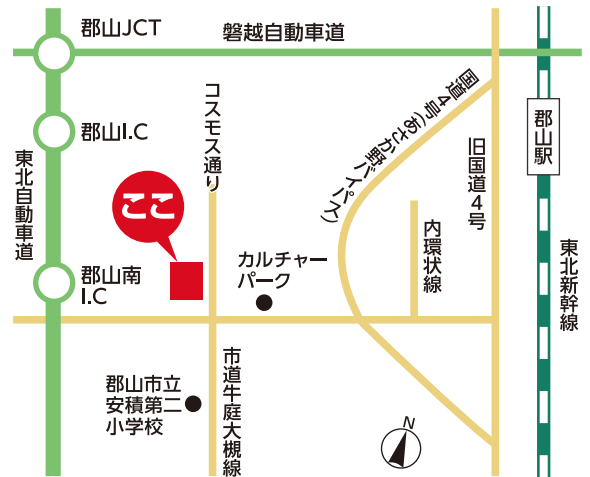 郡山JCT
磐越自動車道
国道４号（あさか野バイパス）
コスモス通り
郡山I.C
郡山駅
旧国道４号
東北自動車道
ここ
内環状線
東北新幹線
カルチャー
パーク
郡山南
I.C
市道牛庭大槻線
郡山市立
安積第二
小学校
N